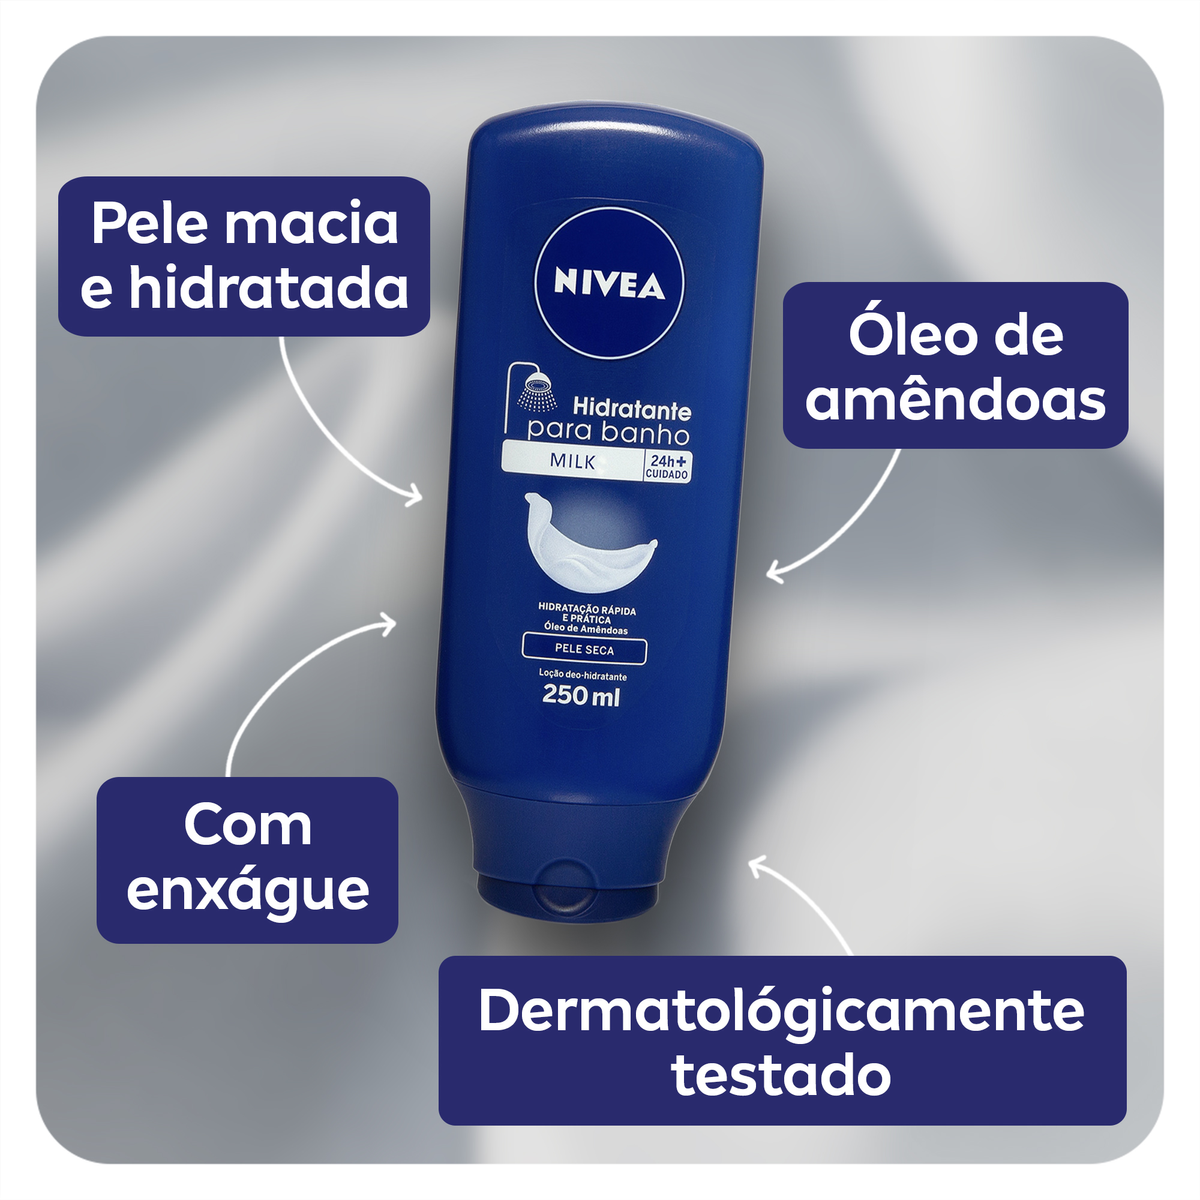 Pele macia
e hidratada
Óleo de
amêndoas
NIVEA
Hidratante
para banho
MILK
24h+
CUIDADO
HIDRATAÇÃO RÁPIDA
E PRÁTICA
Óleo de Amêndoas
PELE SECA
Loção deo-hidratante
250 ml
Com
enxágue
Dermatológicamente
testado